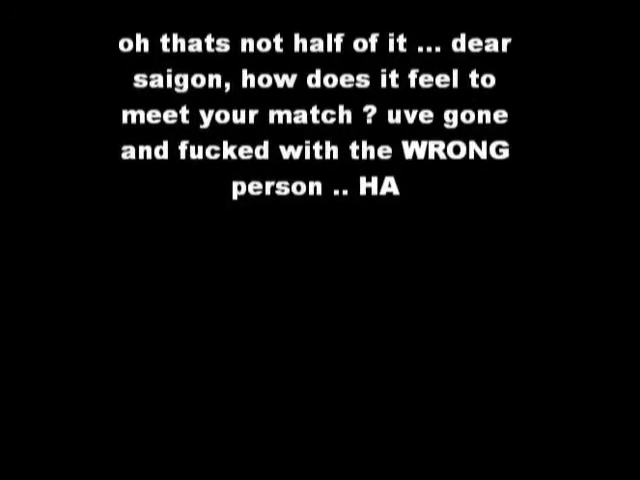 oh thats not half of it ... dear
saigon, how does it feel to
meet your match ? uve gone
and fucked with the WRONG
person .. HA